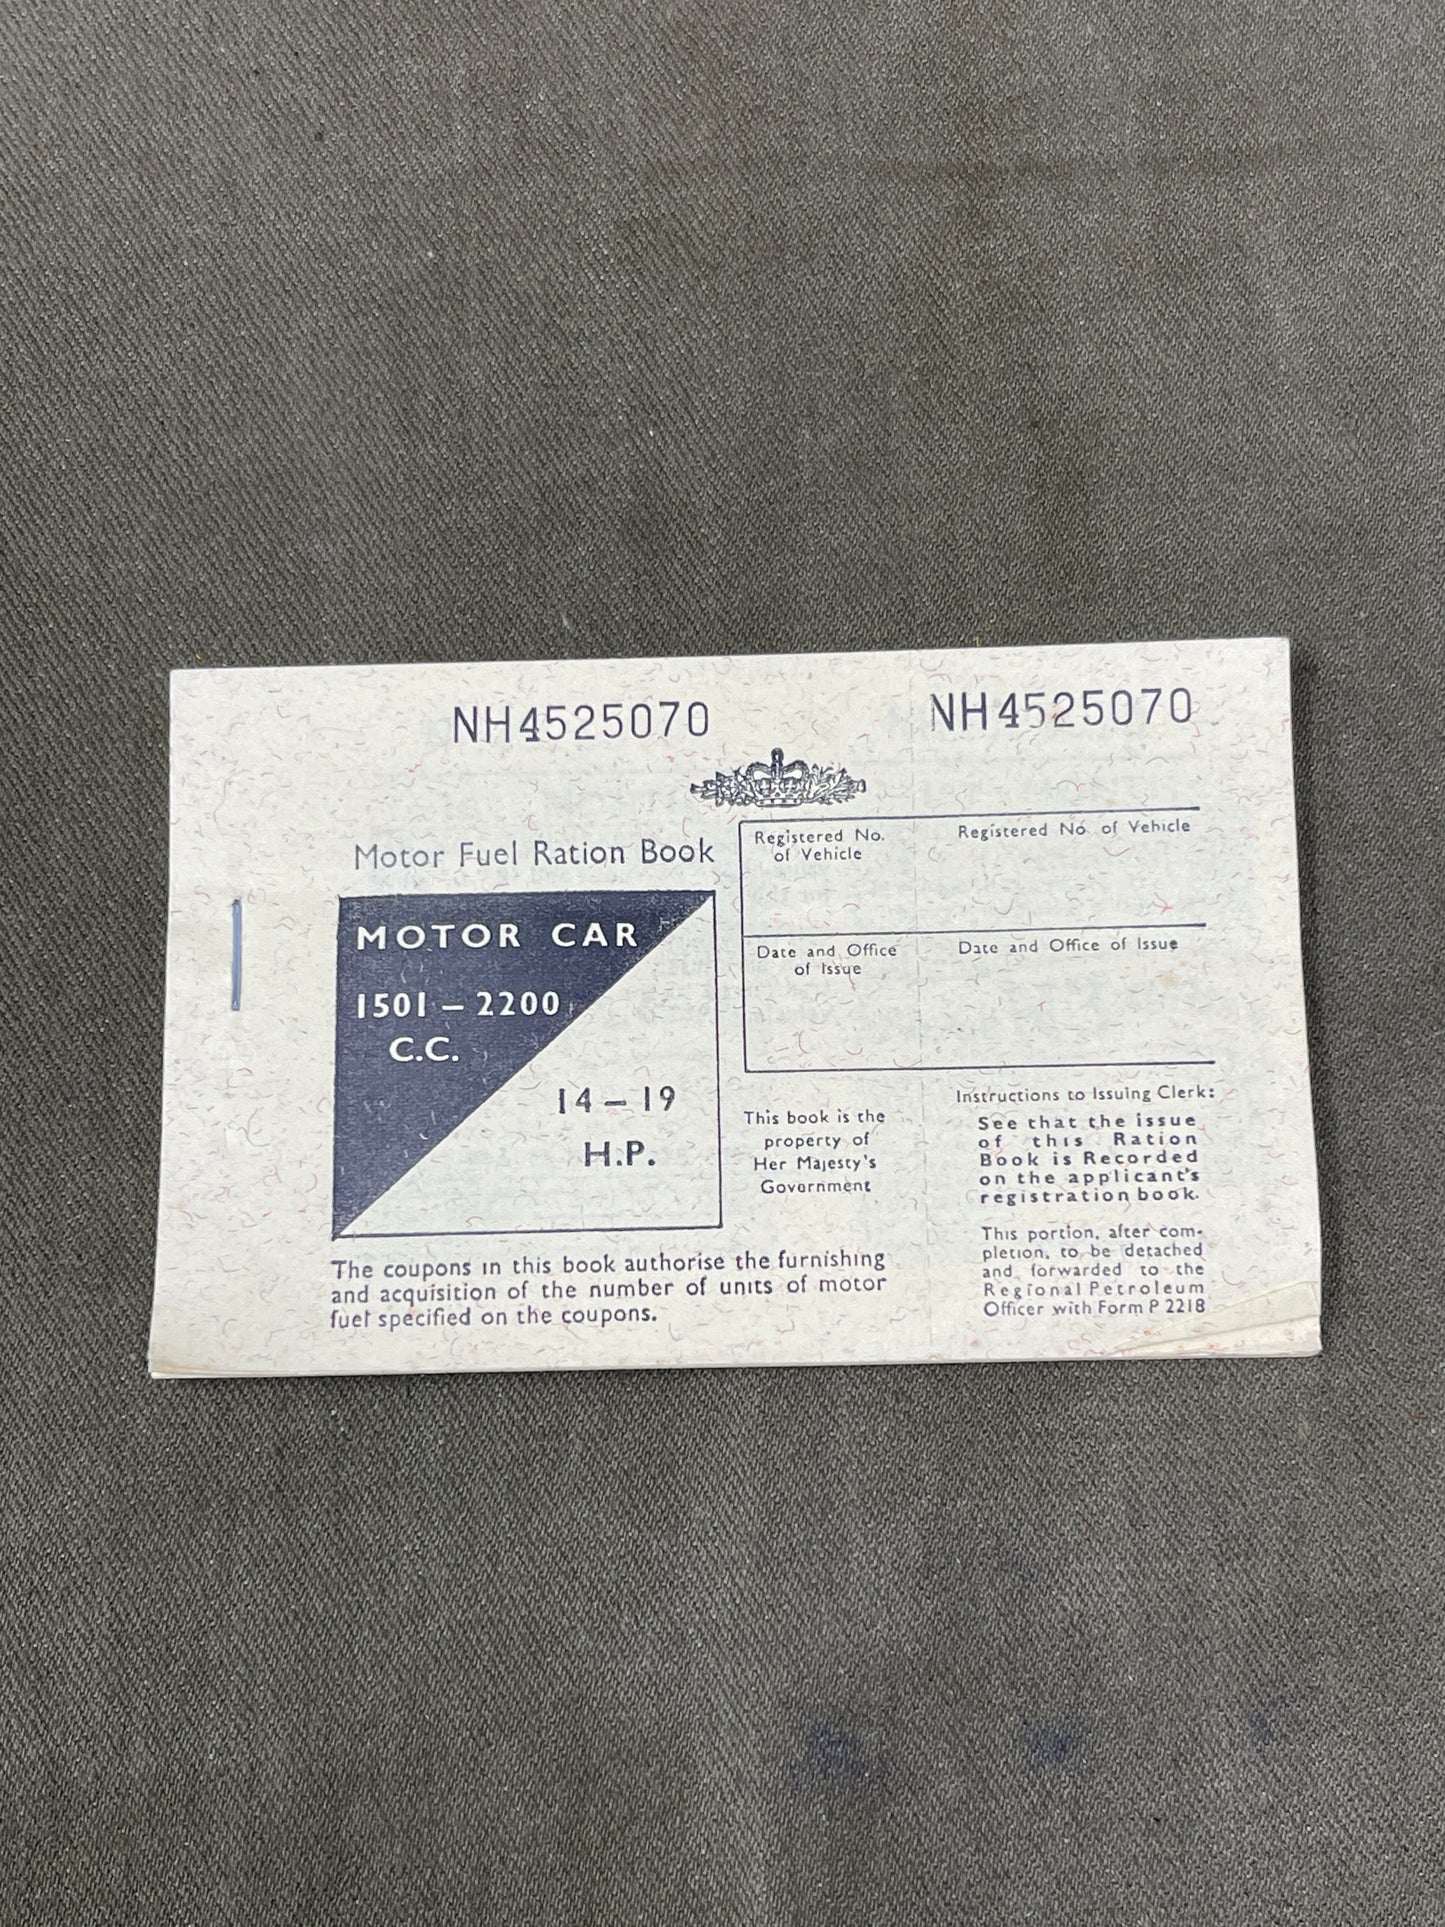 NH4525070
NH4525070
Motor Fuel Ration Book
MOTOR CAR
1501 – 2200
C.C.
14 – 19
H.P.
The coupons in this book authorise the furnishing
and acquisition of the number of units of motor
fuel specified on the coupons.
Registered No.
of Vehicle
Date and Office
of Issue
This book is the
property of
Her Majesty's
Government
Registered No. of Vehicle
Date and Office of Issue
Instructions to Issuing Clerk:
See that the issue
of this Ration
Book is Recorded
on the applicant's
registration book.
This portion, after com-
pletion, to be detached
and forwarded to the
Regional Petroleum
Officer with Form P 2218